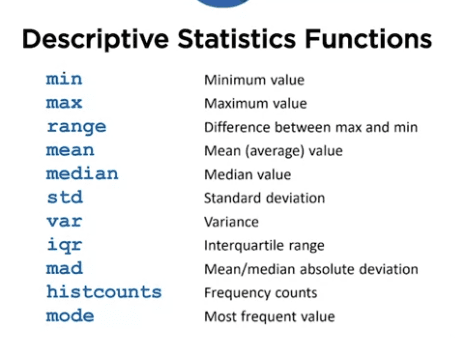 Descriptive Statistics Functions
min Minimum value
max Maximum value
range Difference between max and min
mean Mean (average) value
median Median value
std Standard deviation
var Variance
iqr Interquartile range
mad Mean/median absolute deviation
histcounts Frequency counts
mode Most frequent value